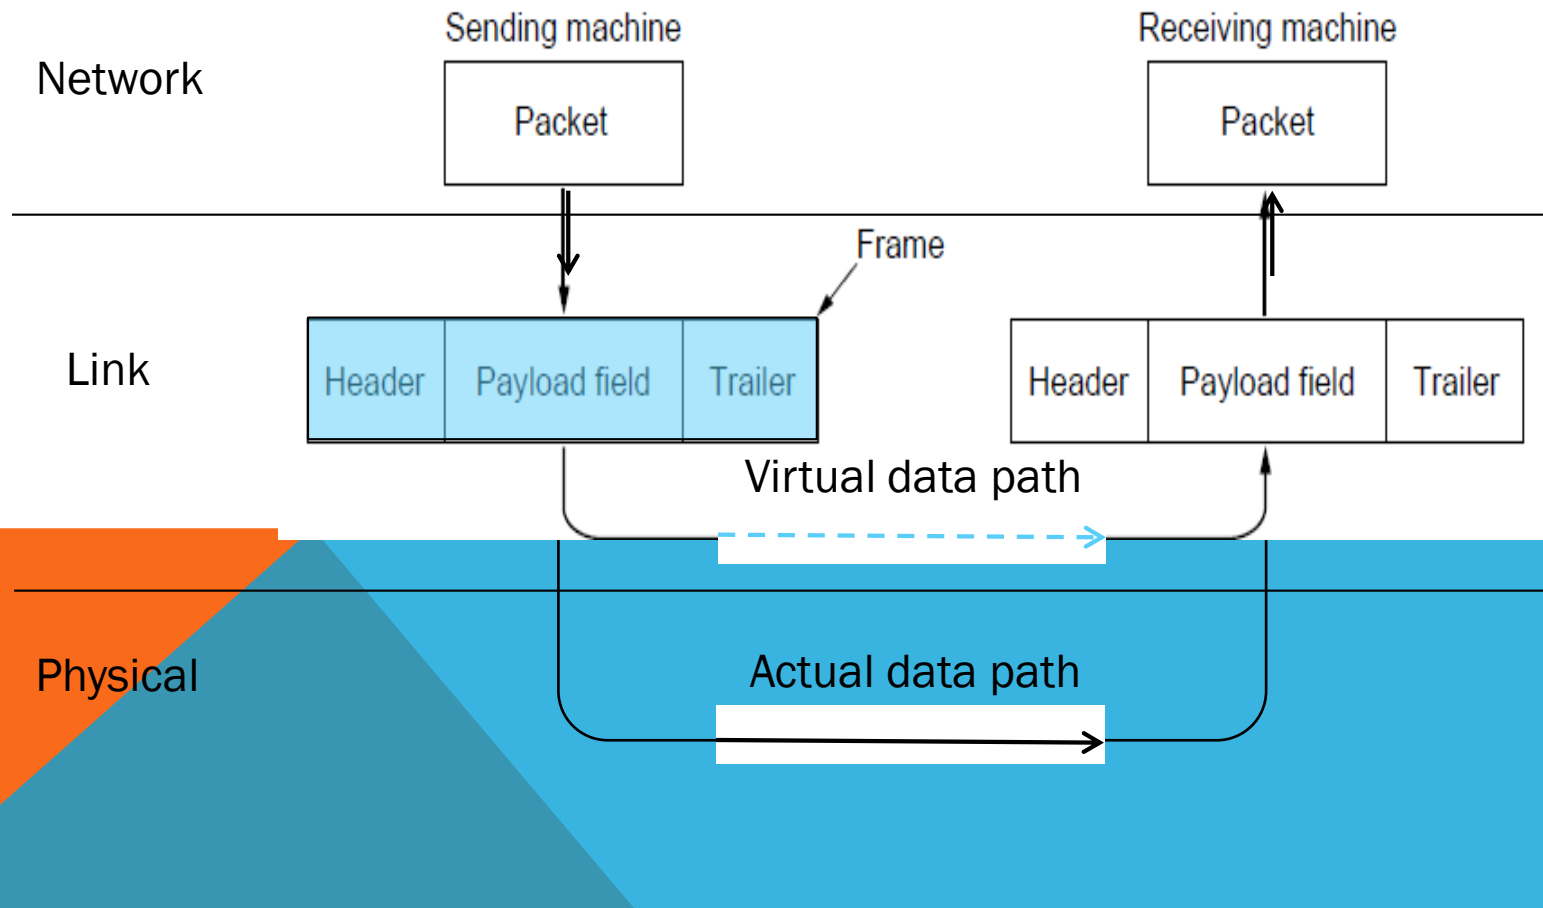 Sending machine
Receiving machine
Network
Packet
Packet
Frame
Link
Header
Payload field
Trailer
Header
Payload field
Trailer
Virtual data path
Physical
Actual data path